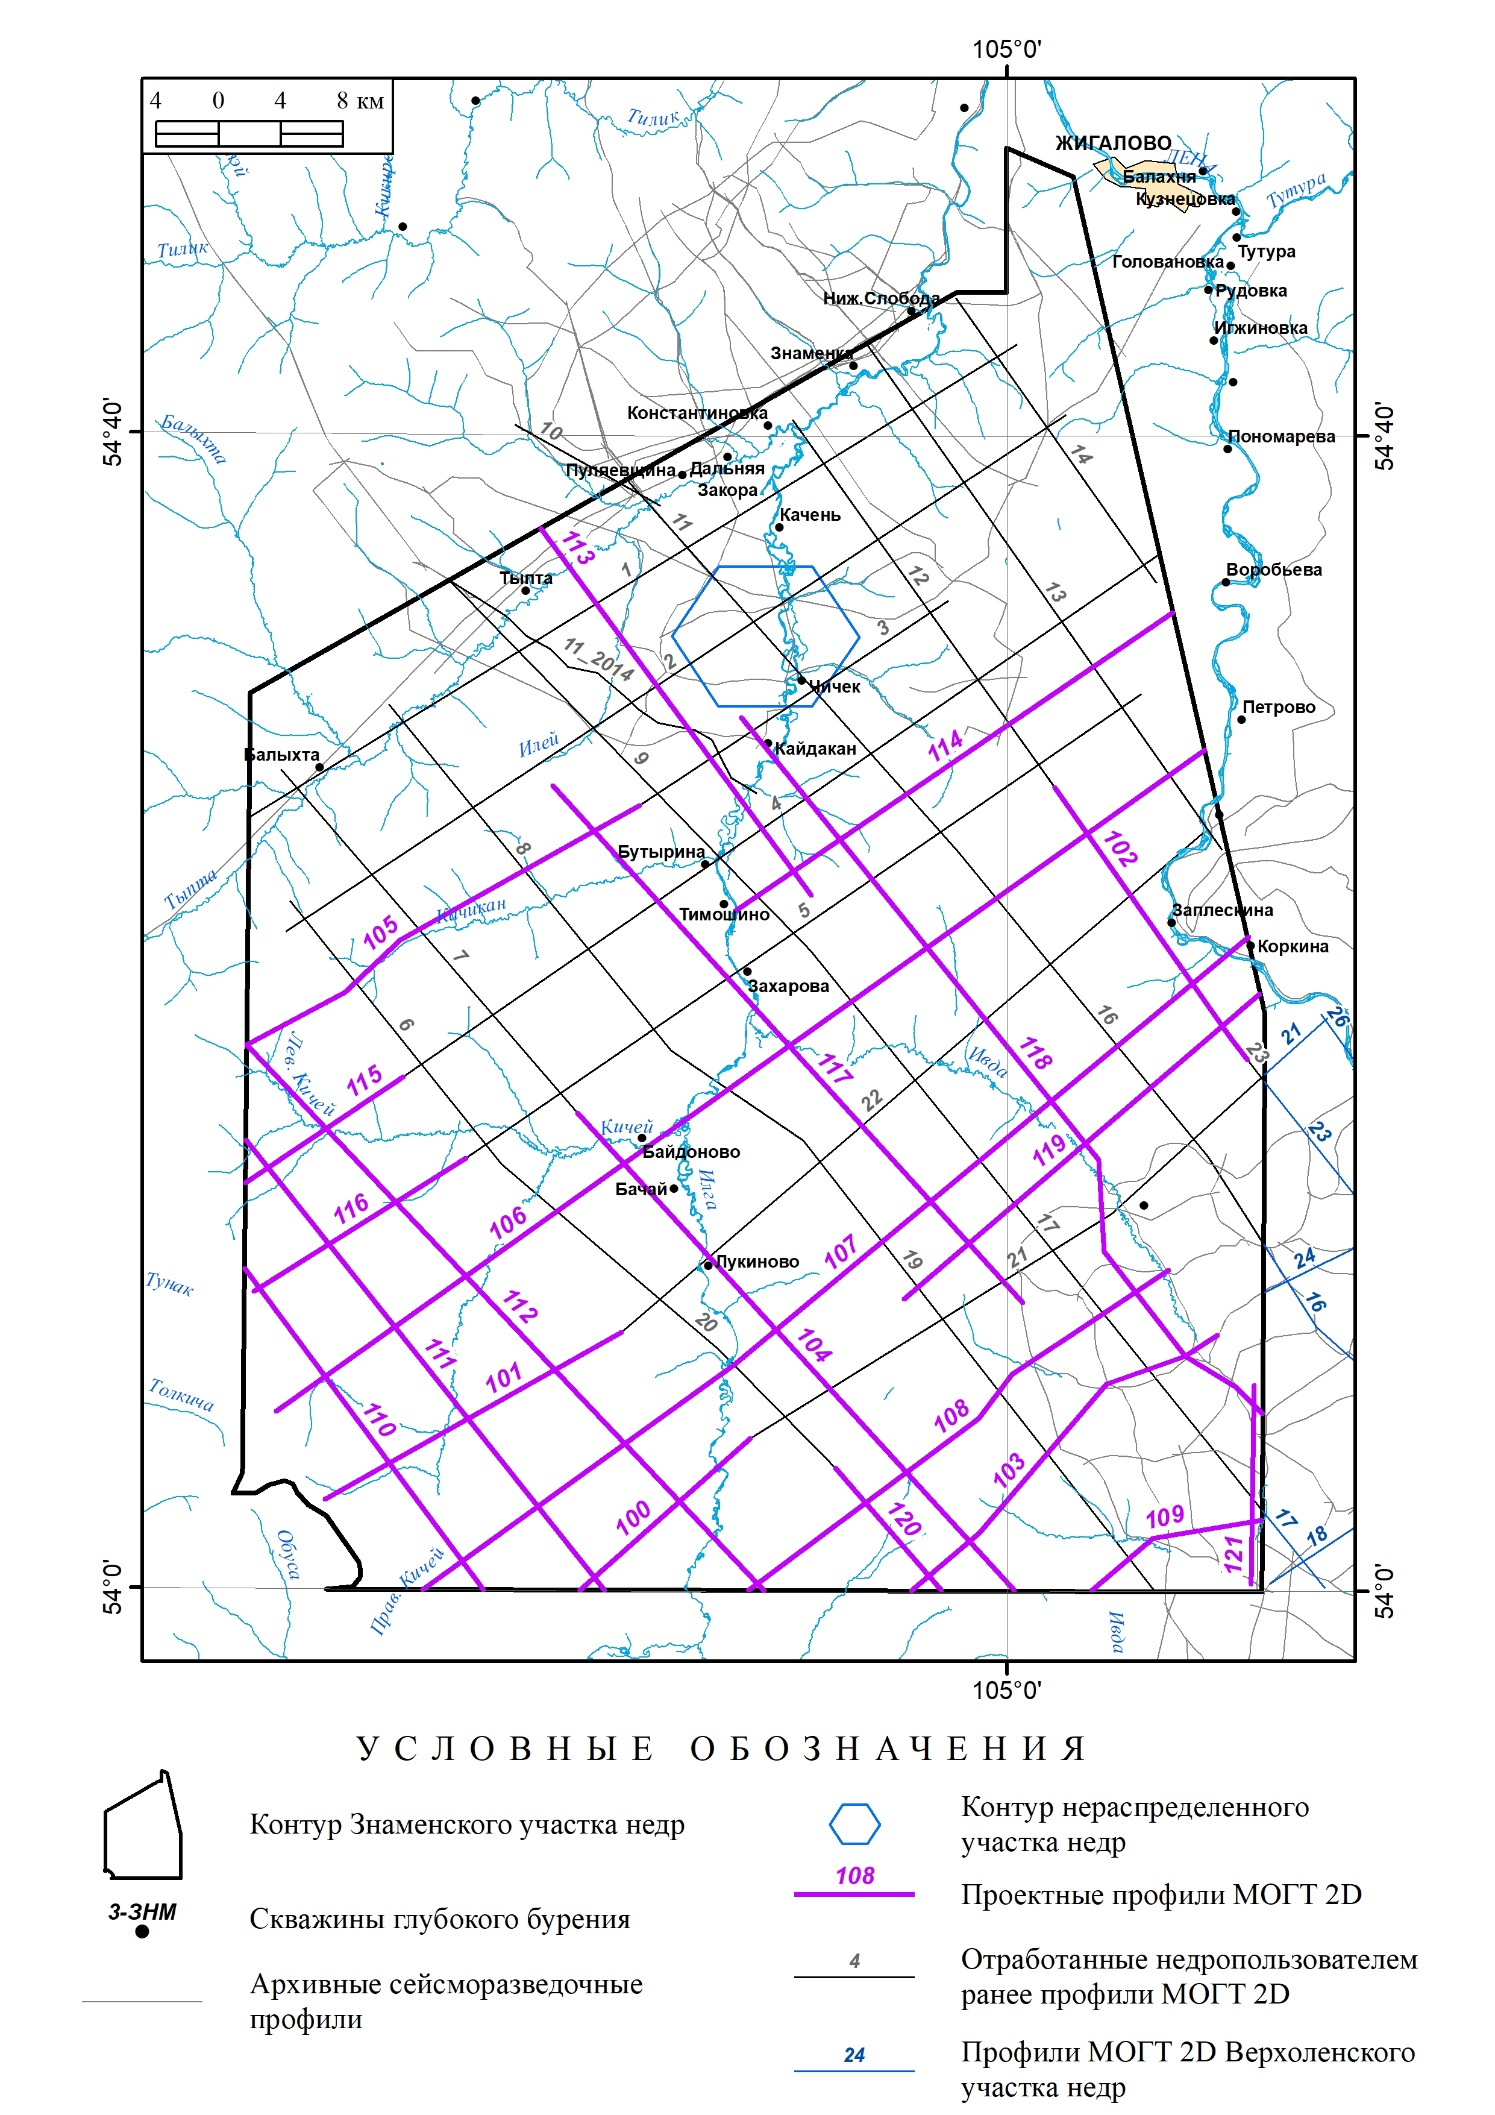 105°0'
4 0 4 8 км
Тилик
ЖИГАЛОВО
ЛЕНА
Балахня
Кузнецовка
Тутура
Кикирей
Тилик
Тутура
Головановка
Рудовка
Ниж.Слобода
Игжиновка
Знаменка
Константиновка
54°40'
54°40'
Балыхта
10
14
Пономарева
Пуляевщина
Дальняя
Закора
11
Качень
113
Тыпта
1
12
13
Воробьева
3
11_2014
2
Чичек
Петрово
Илей
Балыхта
9
Кайдакан
114
4
8
Бутырина
102
Тыпта
105
Качикан
Тимошино
5
Заплескина
Коркина
7
Захарова
6
16
26
21
Лев. Кичей
118
23
115
117
Ивда
22
23
Кичей
Байдоново
119
Бачай
Илга
116
106
17
107
19
21
24
Лукиново
Тунак
112
16
20
104
111
101
Толкича
110
108
103
100
120
109
17
18
Обуса
121
54°0'
54°0'
Прав. Кичей
Ивда
105°0'
УСЛОВНЫЕ ОБОЗНАЧЕНИЯ
Контур Знаменского участка недр
Контур нераспределенного
участка недр
108
Проектные профили МОГТ 2D
3-ЗНМ
Скважины глубокого бурения
4
Отработанные недропользователем
ранее профили МОГТ 2D
Архивные сейсморазведочные
профили
24
Профили МОГТ 2D Верхоленского
участка недр